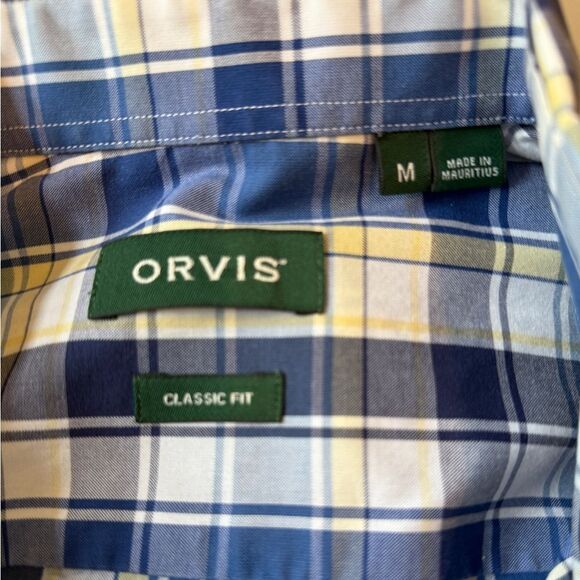 M
MADE IN
MAURITIUS
ORVIS
CLASSIC FIT